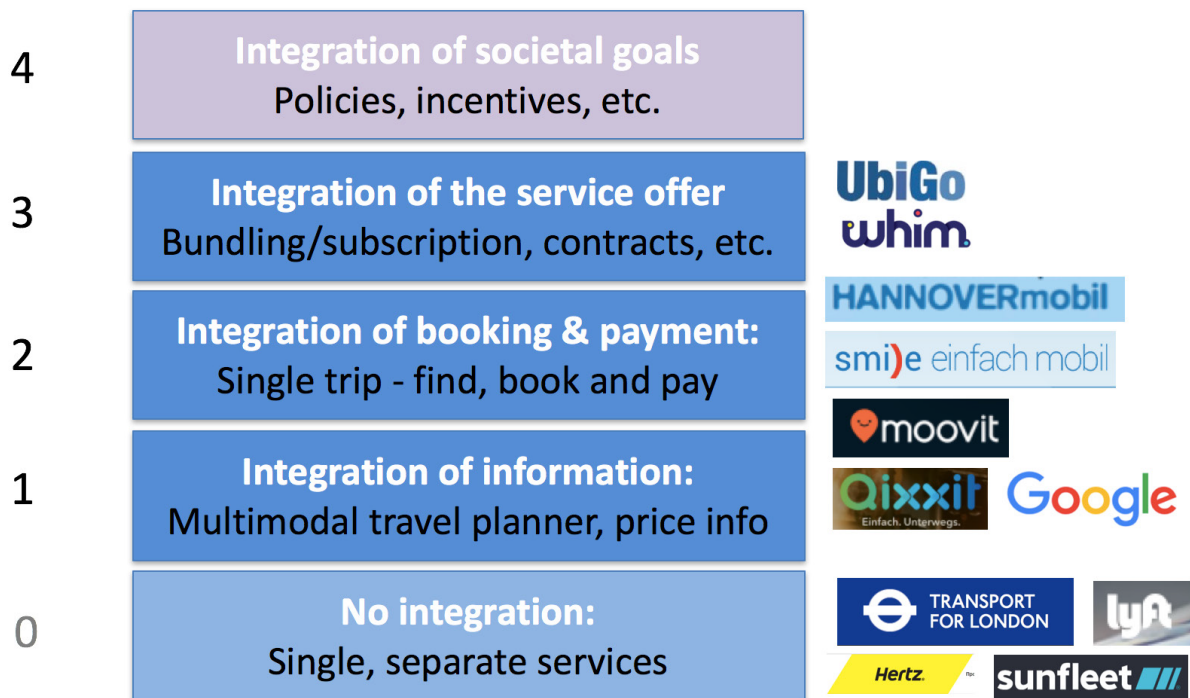 4
Integration of societal goals
Policies, incentives, etc.
3
Integration of the service offer
Bundling/subscription, contracts, etc.
UbiGo
whim
2
Integration of booking & payment:
Single trip - find, book and pay
HANNOVERmobil
smile einfach mobil
moovit
1
Integration of information:
Multimodal travel planner, price info
Qixxit
Einfach. Unterwegs.
Google
0
No integration:
Single, separate services
TRANSPORT
FOR LONDON
lyft
Hertz.
sunfleet